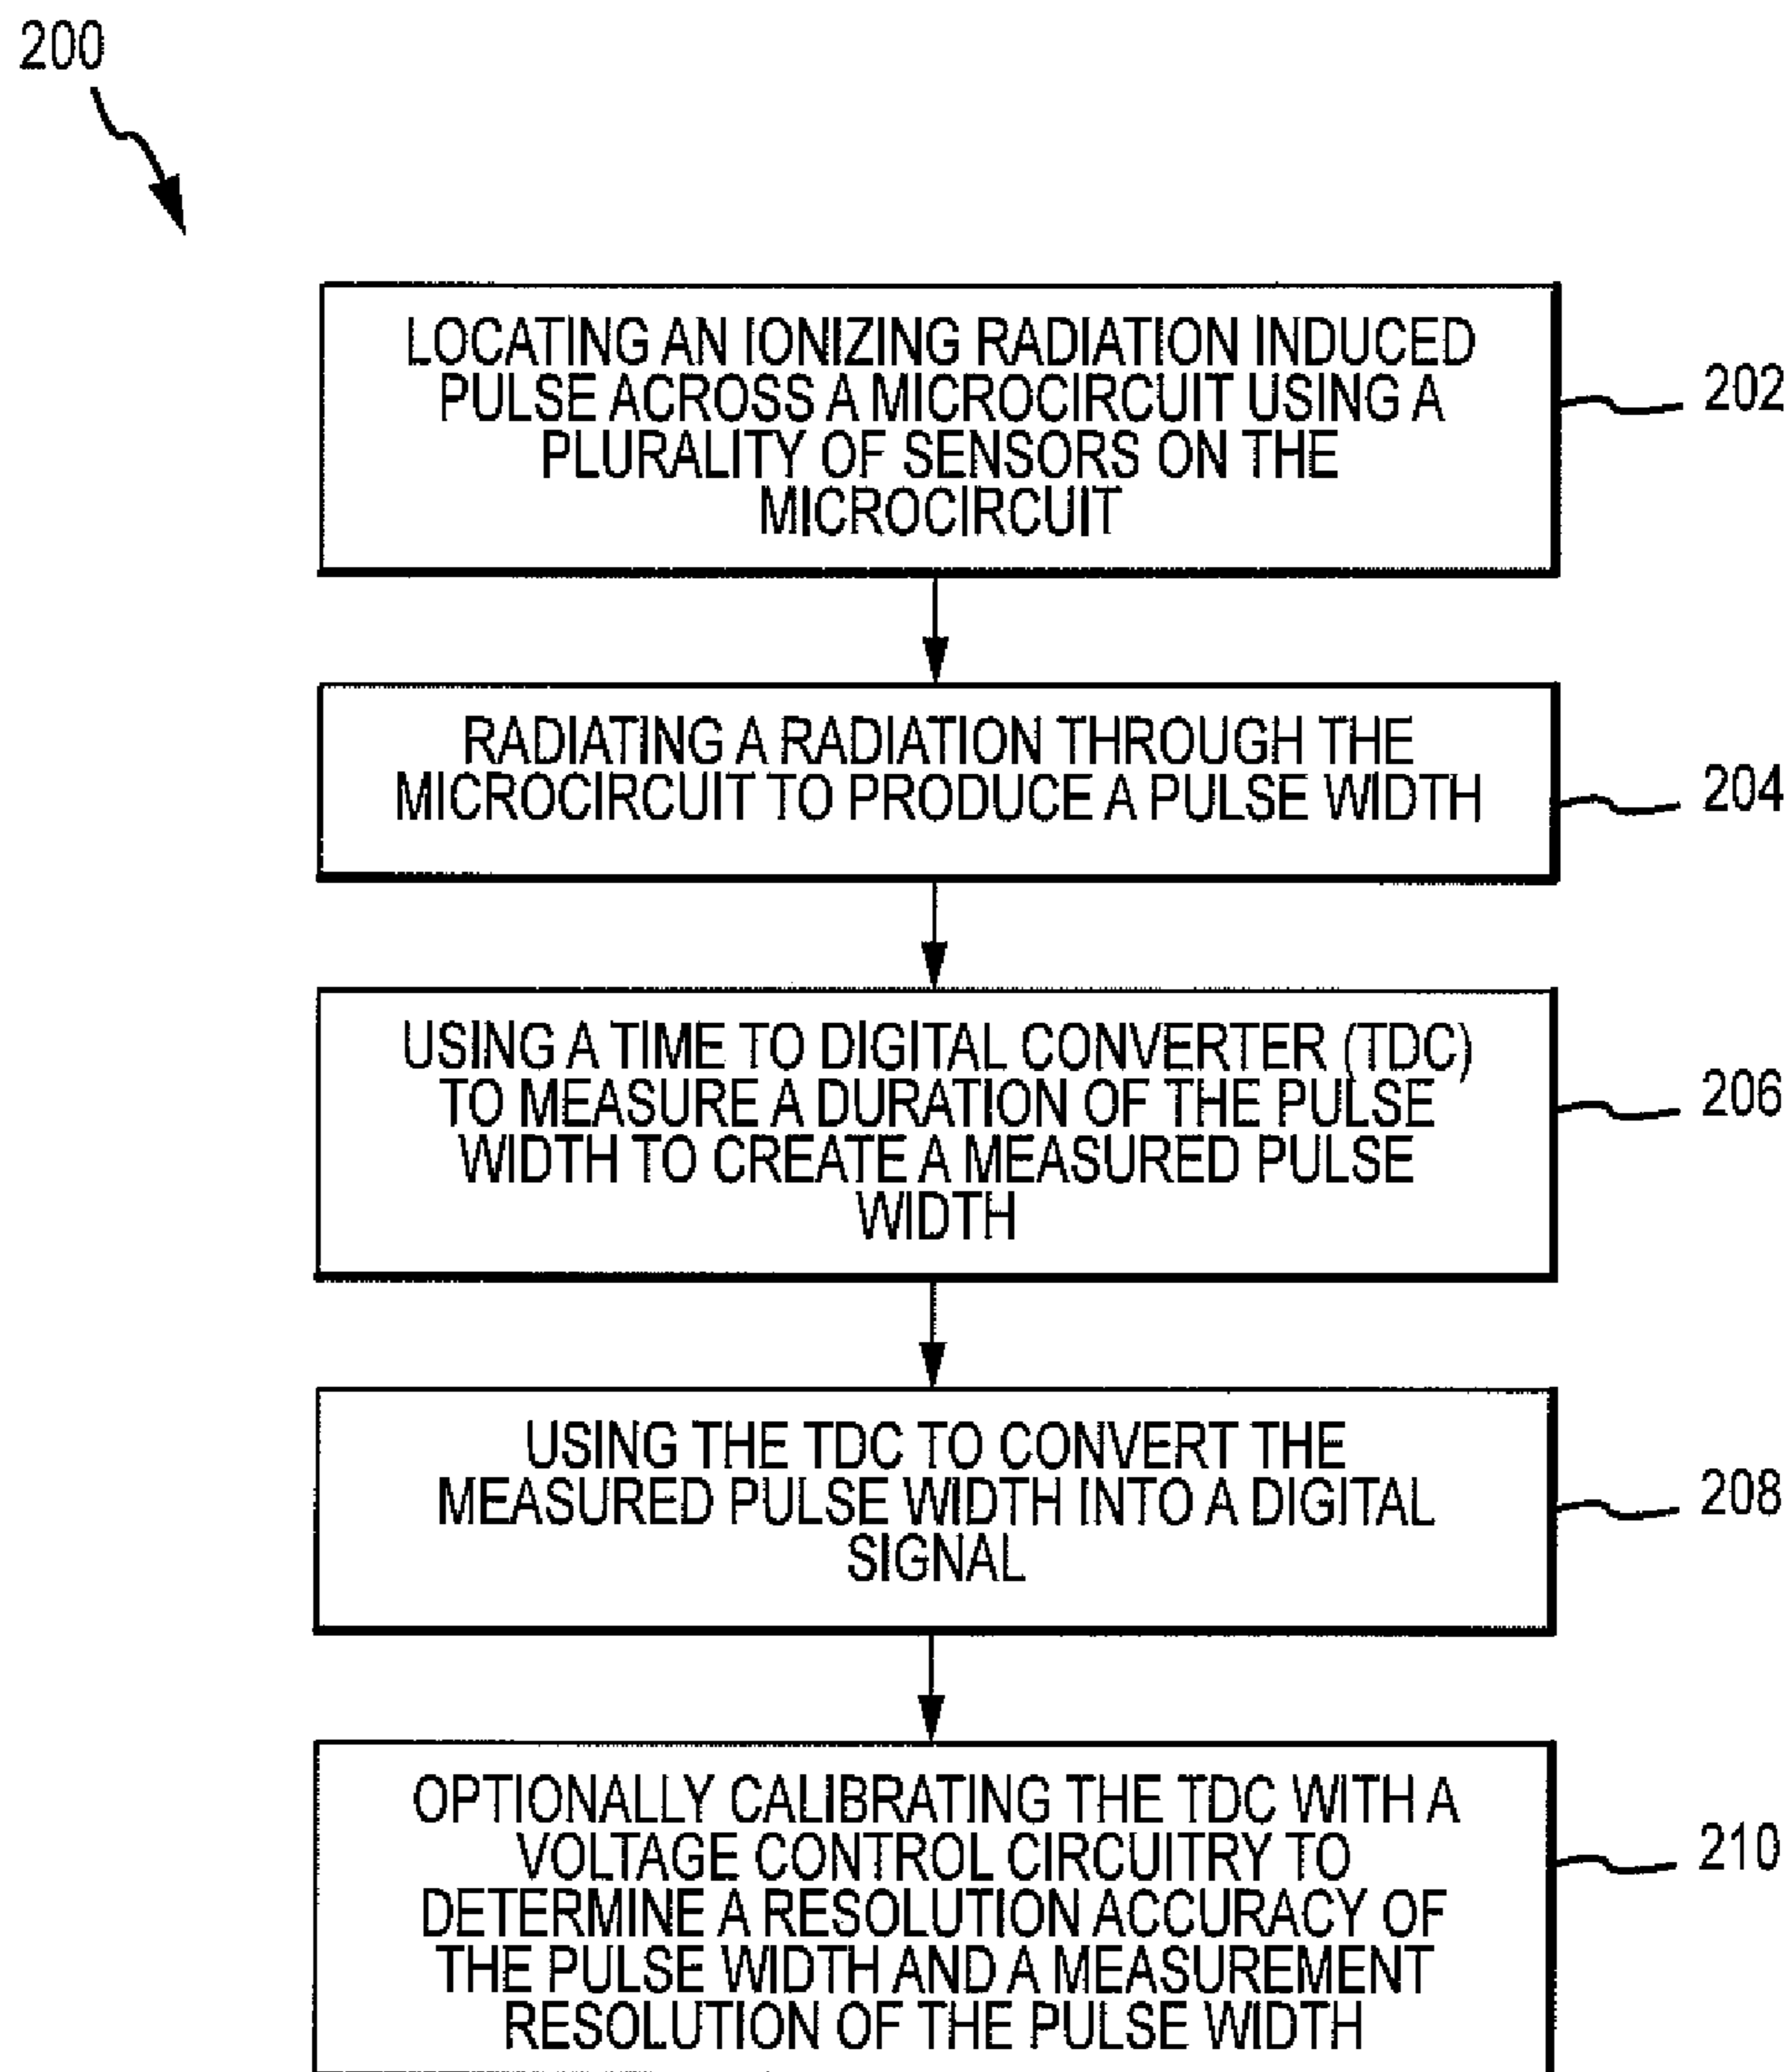 200
LOCATING AN IONIZING RADIATION INDUCED
PULSE ACROSS A MICROCIRCUIT USING A
PLURALITY OF SENSORS ON THE
MICROCIRCUIT
202
RADIATING A RADIATION THROUGH THE
MICROCIRCUIT TO PRODUCE A PULSE WIDTH
204
USING A TIME TO DIGITAL CONVERTER (TDC)
TO MEASURE A DURATION OF THE PULSE
WIDTH TO CREATE A MEASURED PULSE
WIDTH
206
USING THE TDC TO CONVERT THE
MEASURED PULSE WIDTH INTO A DIGITAL
SIGNAL
208
OPTIONALLY CALIBRATING THE TDC WITH A
VOLTAGE CONTROL CIRCUITRY TO
DETERMINE A RESOLUTION ACCURACY OF
THE PULSE WIDTH AND A MEASUREMENT
RESOLUTION OF THE PULSE WIDTH
210